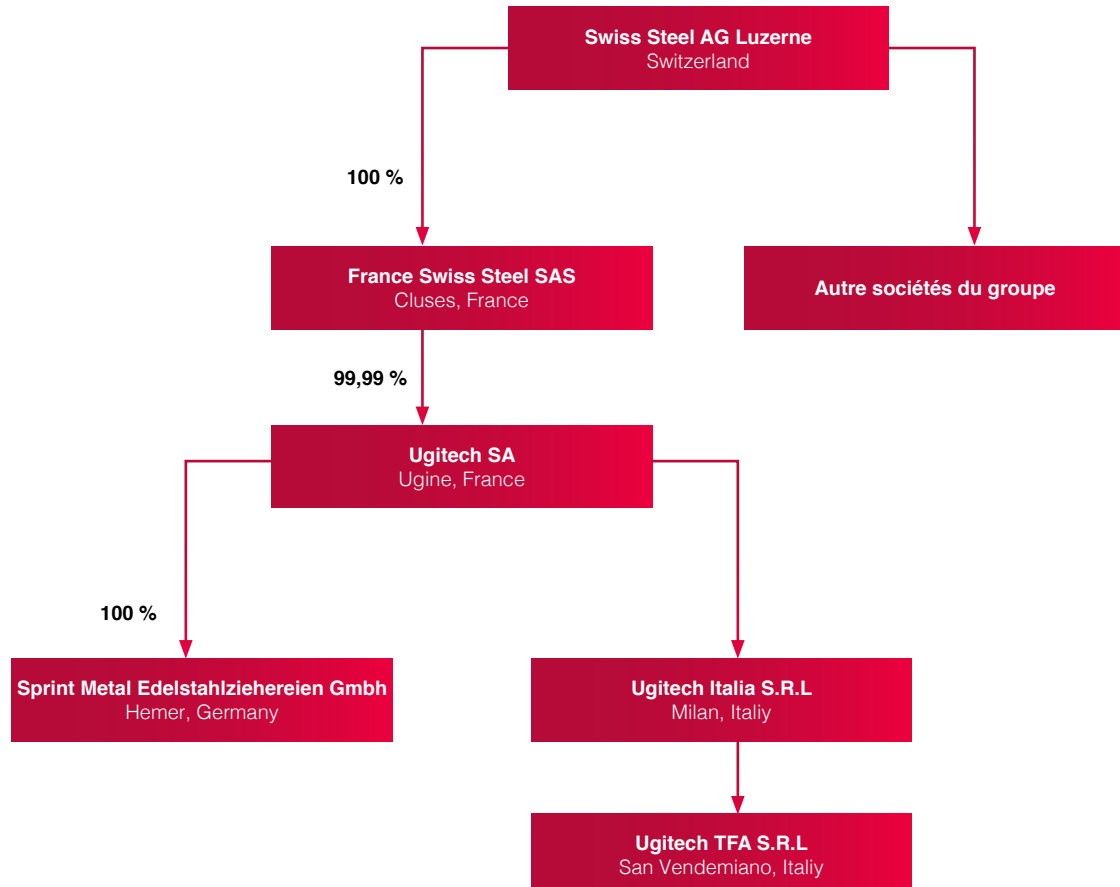 Swiss Steel AG Luzerne
Switzerland
100 %
France Swiss Steel SAS
Cluses, France
Autre sociétés du groupe
99,99 %
Ugitech SA
Ugine, France
100 %
Sprint Metal Edelstahlziehereien Gmbh
Hemer, Germany
Ugitech Italia S.R.L
Milan, Italiy
Ugitech TFA S.R.L
San Vendemiano, Italiy